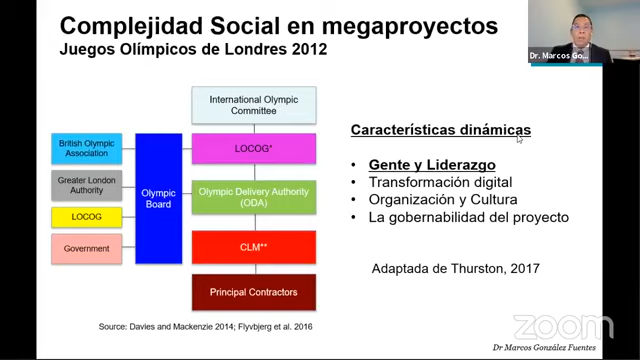 Complejidad Social en megaproyectos
Juegos Olímpicos de Londres 2012
Dr. Marcos Go...
International Olympic
Committee
British Olympic
Association
LOCOG*
Greater London
Authority
Olympic
Board
Olympic Delivery Authority
(ODA)
LOCOG
Government
CLM**
Principal Contractors
Source: Davies and Mackenzie 2014; Flyvbjerg et al. 2016
Características dinámicas
• Gente y Liderazgo
• Transformación digital
• Organización y Cultura
• La gobernabilidad del proyecto
Adaptada de Thurston, 2017
zoom
Dr Marcos González Fuentes